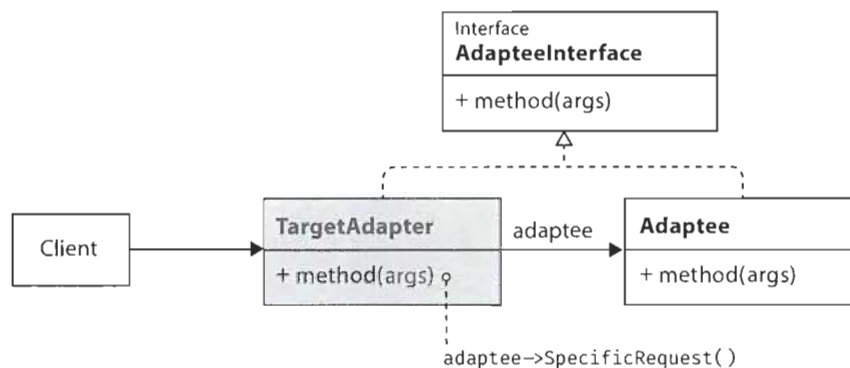 Interface
AdapteeInterface
+ method(args)
Client
TargetAdapter
+ method(args)
adaptee
Adaptee
+ method(args)
adaptee->SpecificRequest()